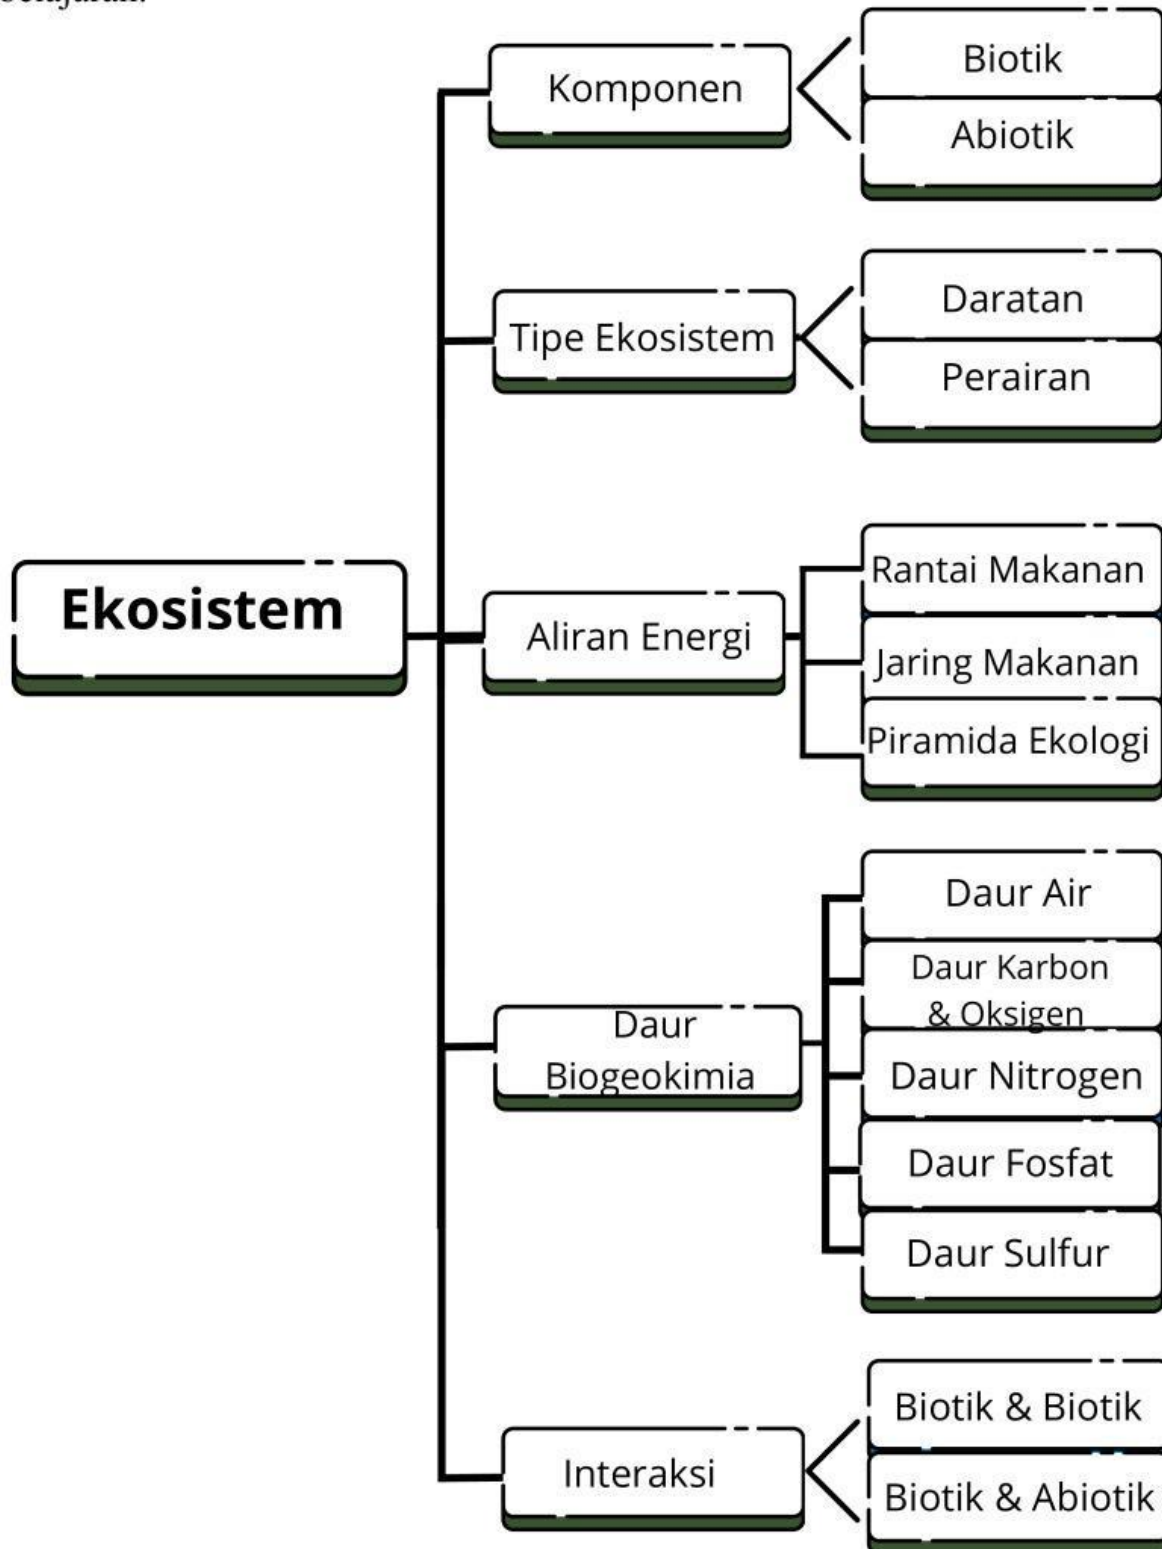 Komponen
Biotik
Abiotik
Tipe Ekosistem
Daratan
Perairan
Ekosistem
Aliran Energi
Rantai Makanan
Jaring Makanan
Piramida Ekologi
Daur
Biogeokimia
Daur Air
Daur Karbon
& Oksigen
Daur Nitrogen
Daur Fosfat
Daur Sulfur
Interaksi
Biotik & Biotik
Biotik & Abiotik